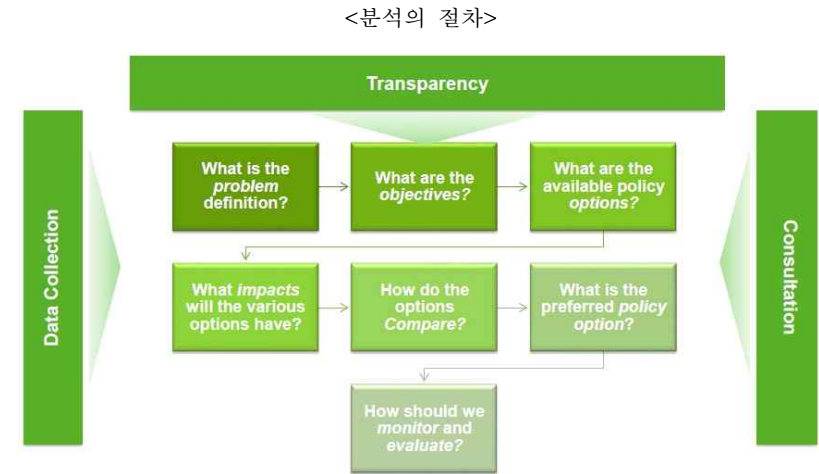 <분석의 절차>
Transparency
Data Collection
What is the
problem
definition?
What are the
objectives?
What are the
available policy
options?
What impacts
will the various
options have?
How do the
options
Compare?
What is the
preferred policy
option?
How should we
monitor and
evaluate?
Consultation